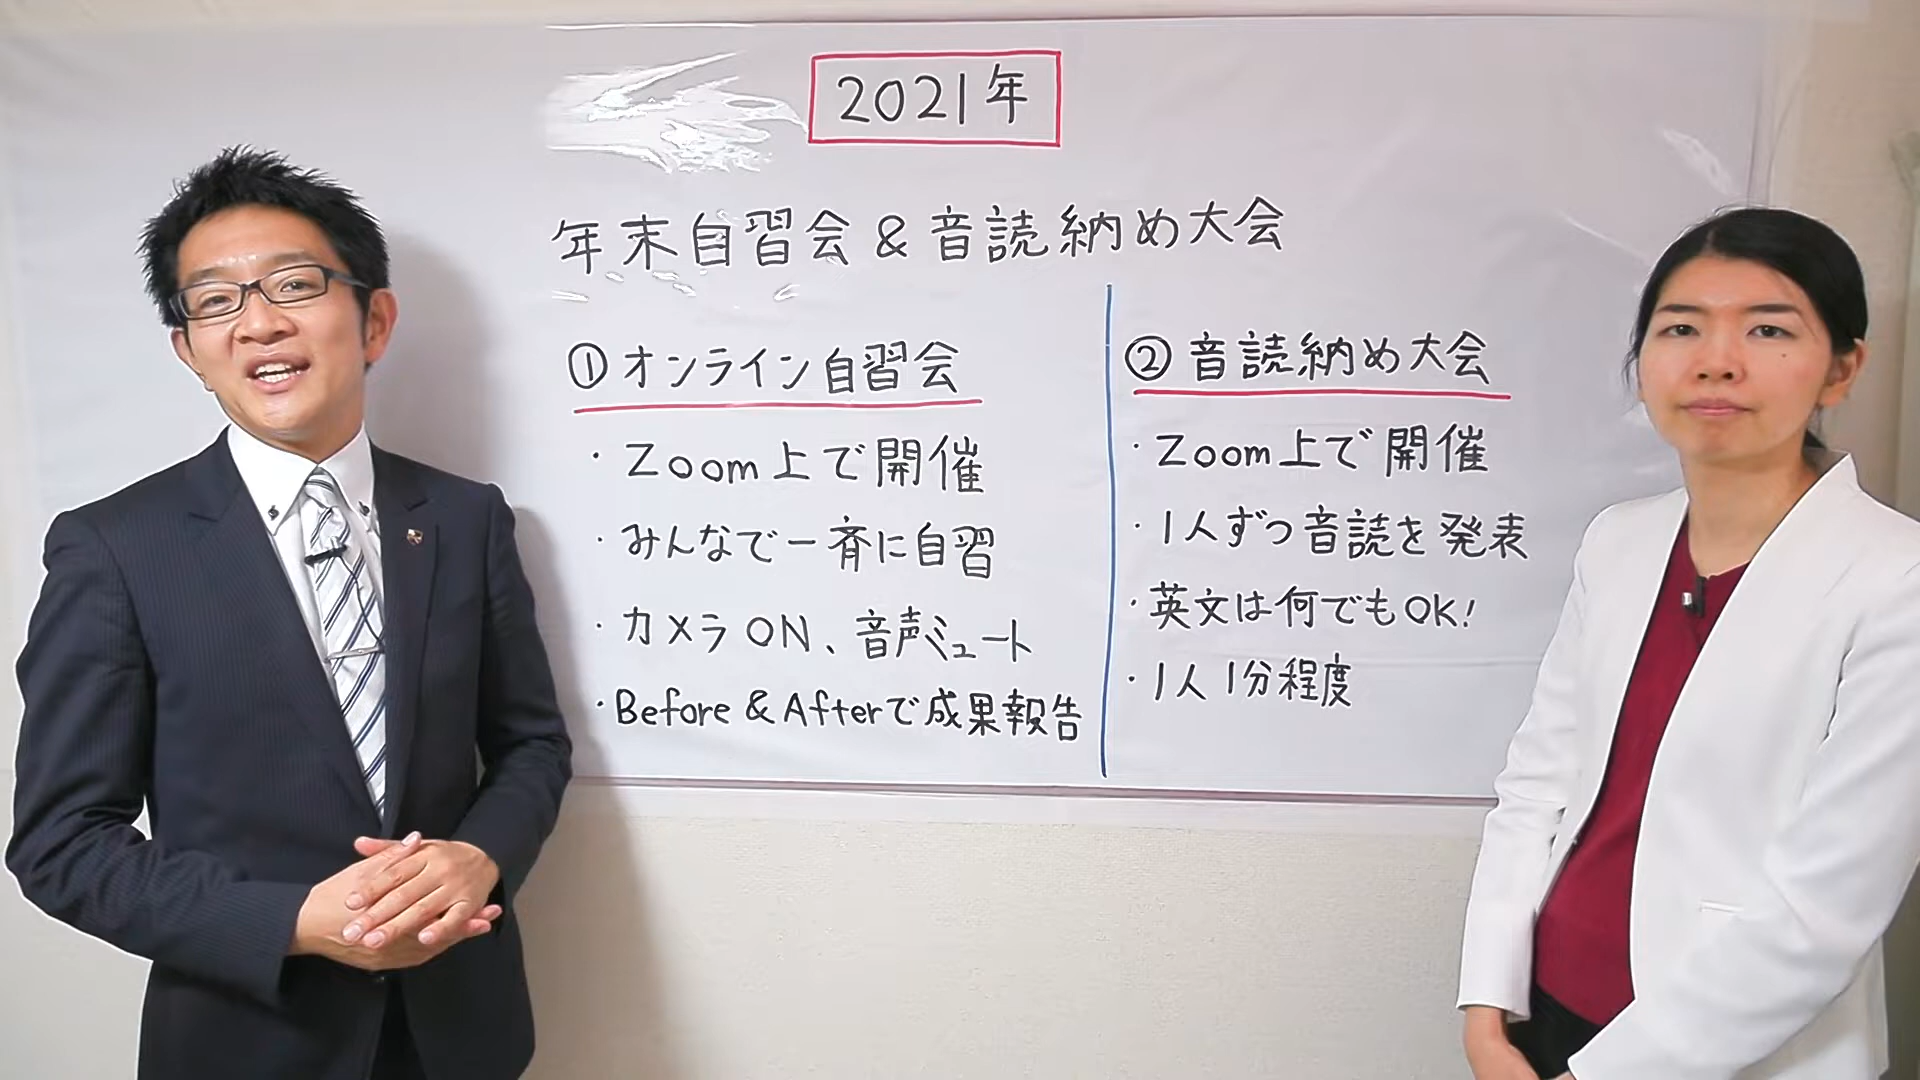 2021年
年末自習会&音読納め大会
①オンライン自習会
・Zoom上で開催
・みんなで一斉に自習
・カメラON、音声ミュート
・Before&Afterで成果報告
②音読納め大会
・Zoom上で開催
・1人ずつ音読を発表
・英文は何でもOK!
・1人1分程度